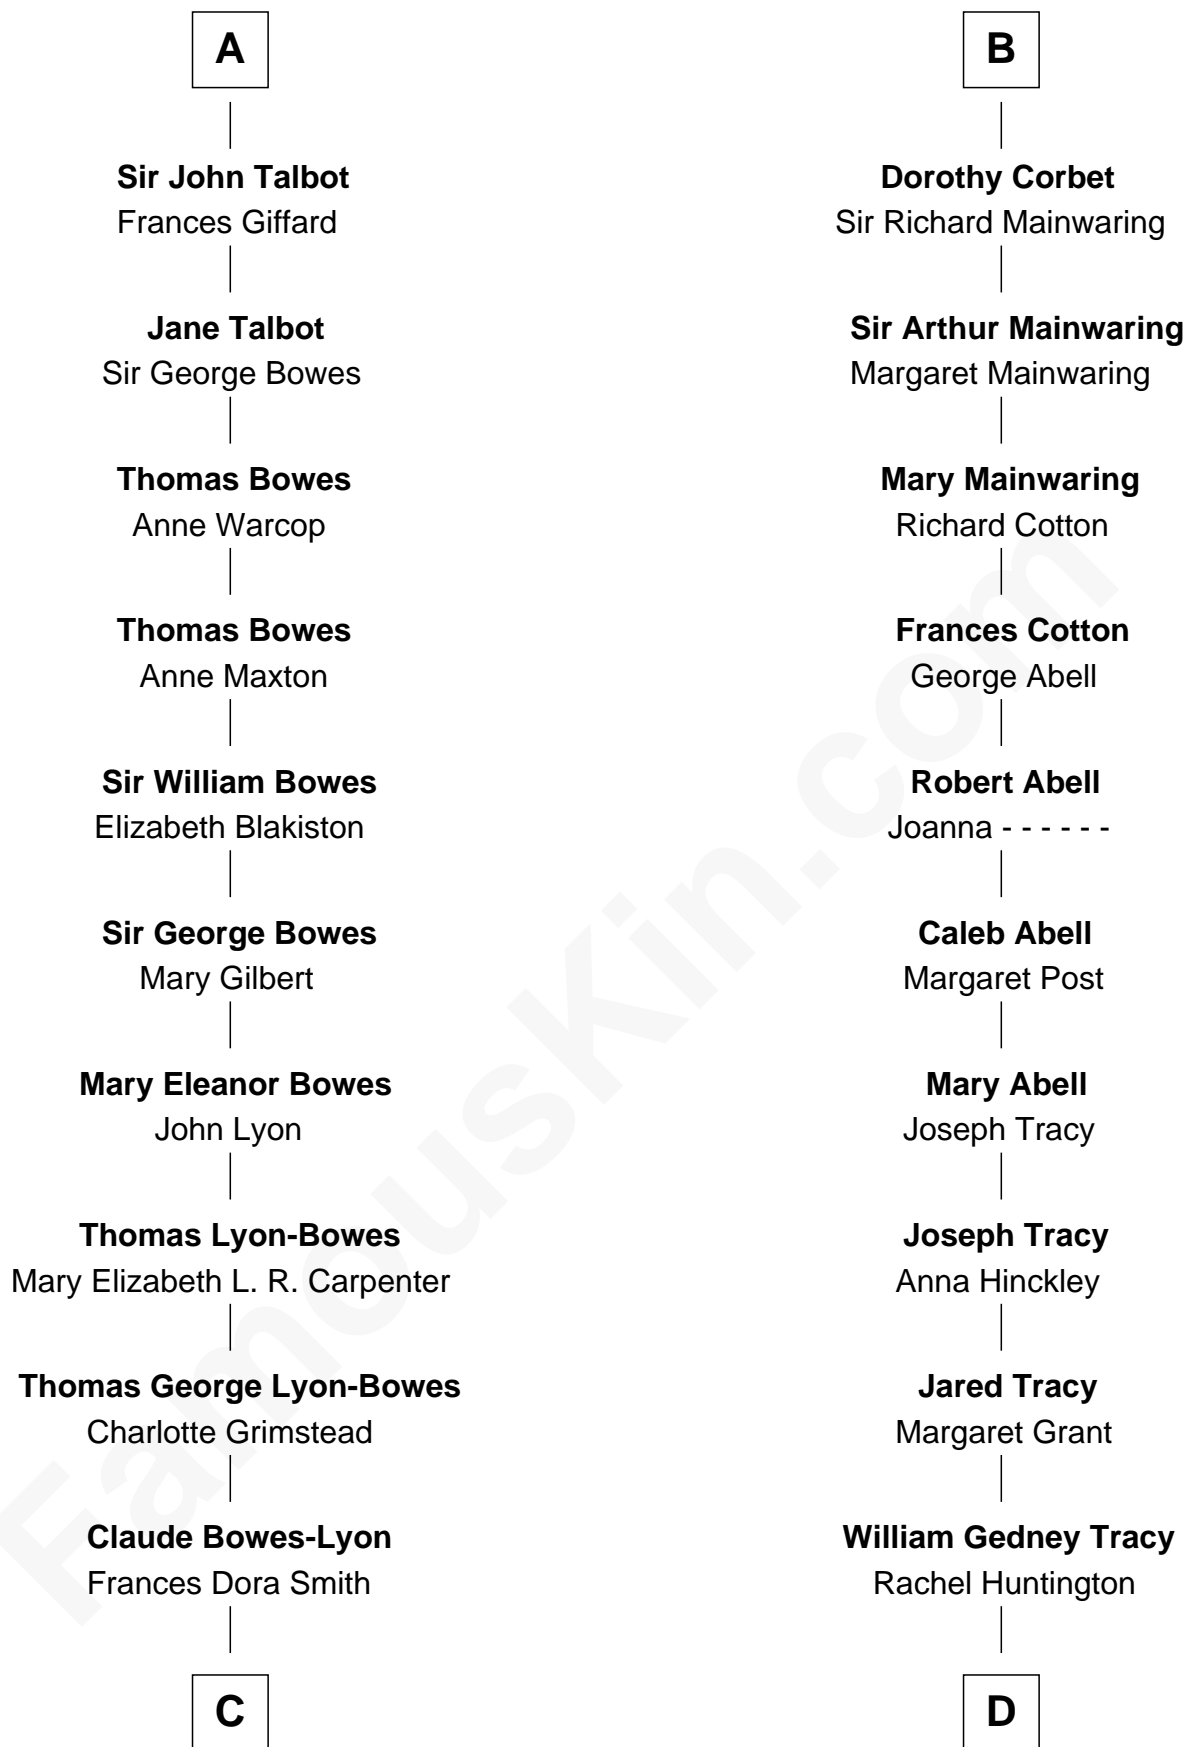 A
Sir John Talbot
Frances Giffard
Jane Talbot
Sir George Bowes
Thomas Bowes
Anne Warcop
Thomas Bowes
Anne Maxton
Sir William Bowes
Elizabeth Blakiston
Sir George Bowes
Mary Gilbert
Mary Eleanor Bowes
John Lyon
Thomas Lyon-Bowes
Mary Elizabeth L. R. Carpenter
Thomas George Lyon-Bowes
Charlotte Grimstead
Claude Bowes-Lyon
Frances Dora Smith
C
B
Dorothy Corbet
Sir Richard Mainwaring
Sir Arthur Mainwaring
Margaret Mainwaring
Mary Mainwaring
Richard Cotton
Frances Cotton
George Abell
Robert Abell
Joanna - - - - - -
Caleb Abell
Margaret Post
Mary Abell
Joseph Tracy
Joseph Tracy
Anna Hinckley
Jared Tracy
Margaret Grant
William Gedney Tracy
Rachel Huntington
D
FamousKin.com